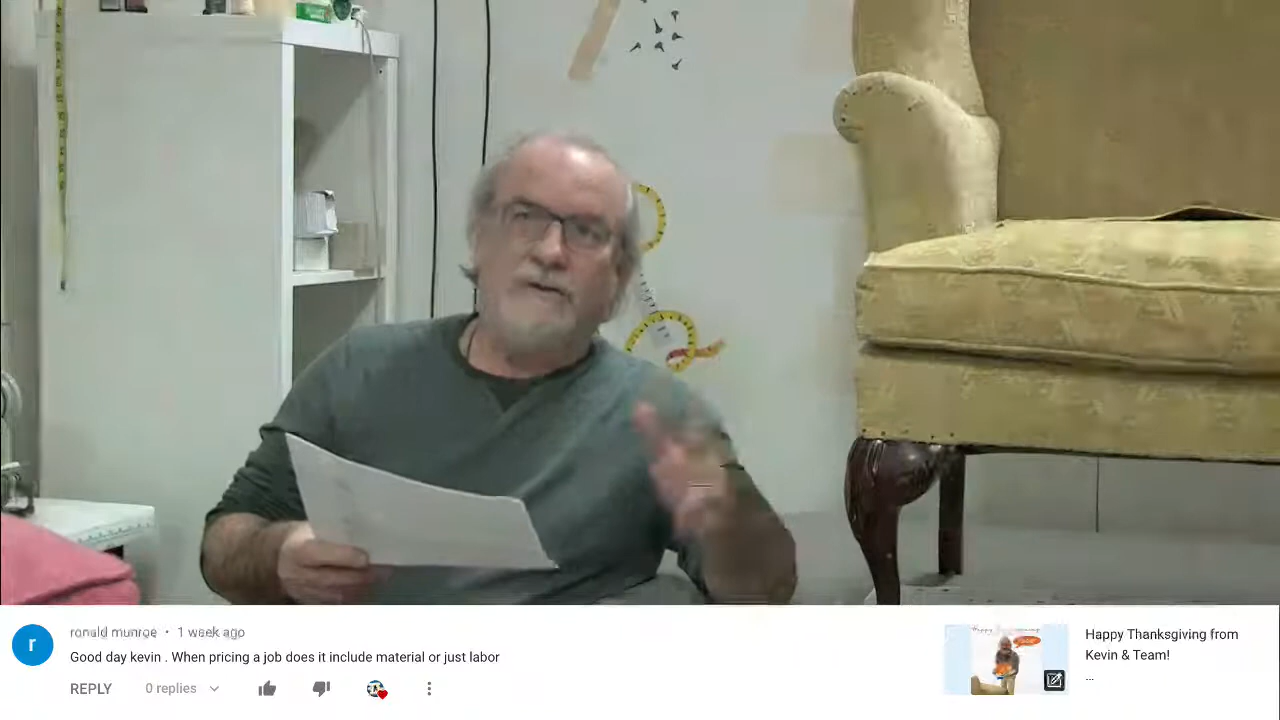 ronald munroe • 1 week ago
Good day kevin . When pricing a job does it include material or just labor
REPLY 0 replies
Happy Thanksgiving from
Kevin & Team!
...